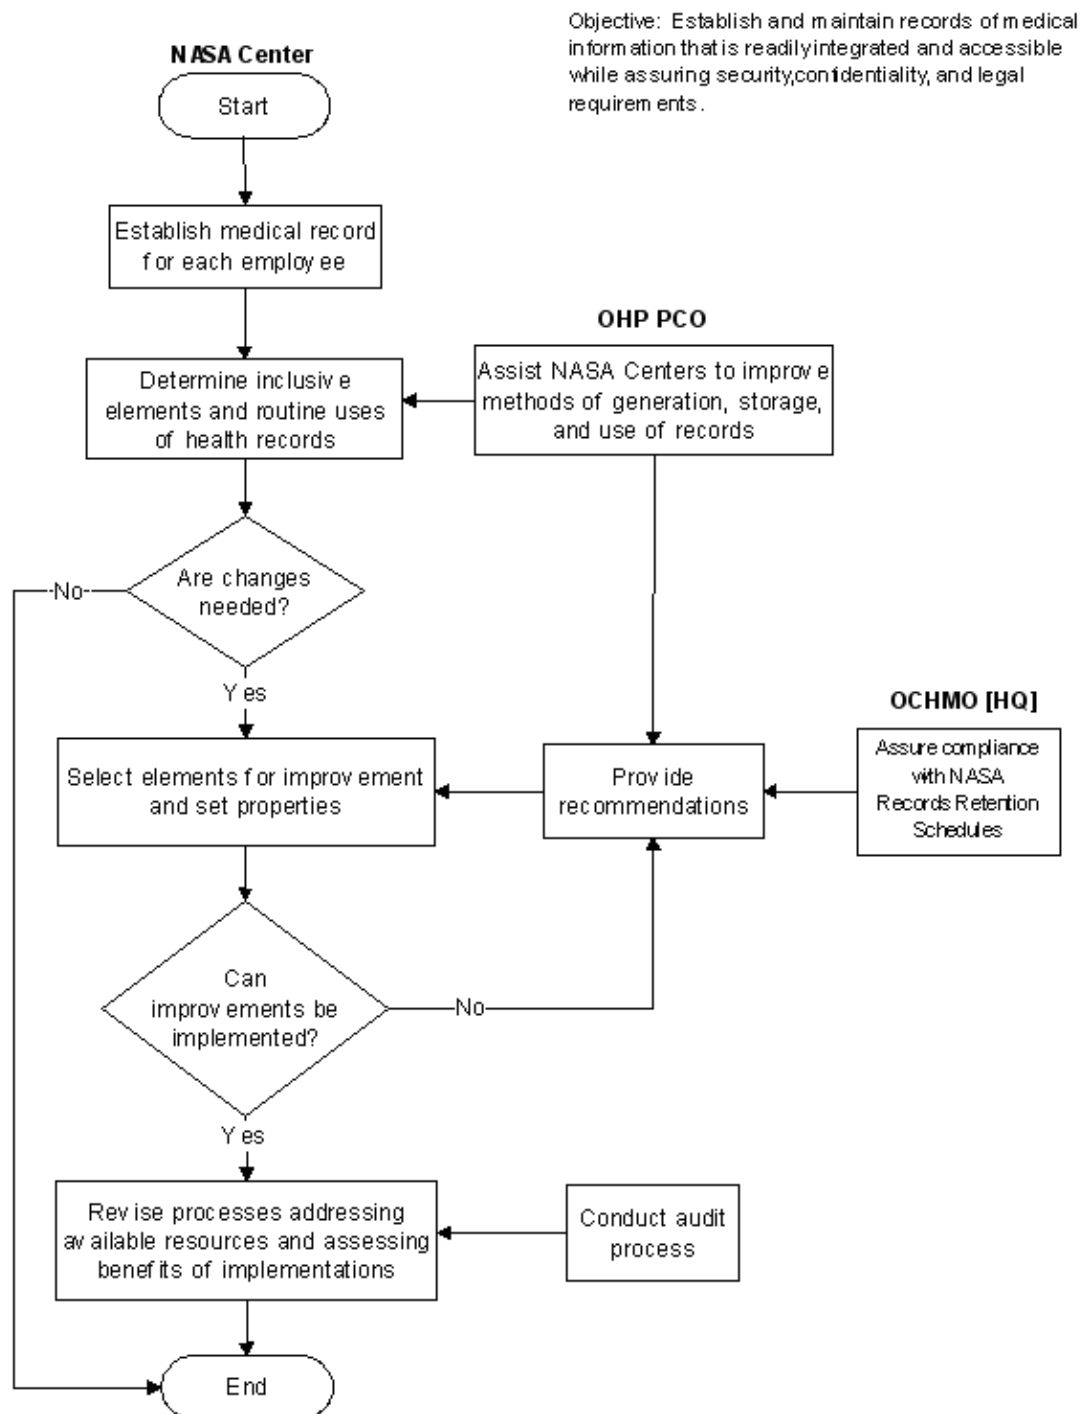 Objective: Establish and maintain records of medical
information that is readily integrated and accessible
while assuring security,confidentiality, and legal
requirements.
NASA Center
Start
Establish medical record
for each employee
OHP PCO
Determine inclusive
elements and routine uses
of health records
Assist NASA Centers to improve
methods of generation, storage,
and use of records
Are changes
needed?
No
Yes
OCHMO [HQ]
Select elements for improvement
and set properties
Provide
recommendations
Assure compliance
with NASA
Records Retention
Schedules
Can
improvements be
implemented?
No
Yes
Revise processes addressing
available resources and assessing
benefits of implementations
Conduct audit
process
End